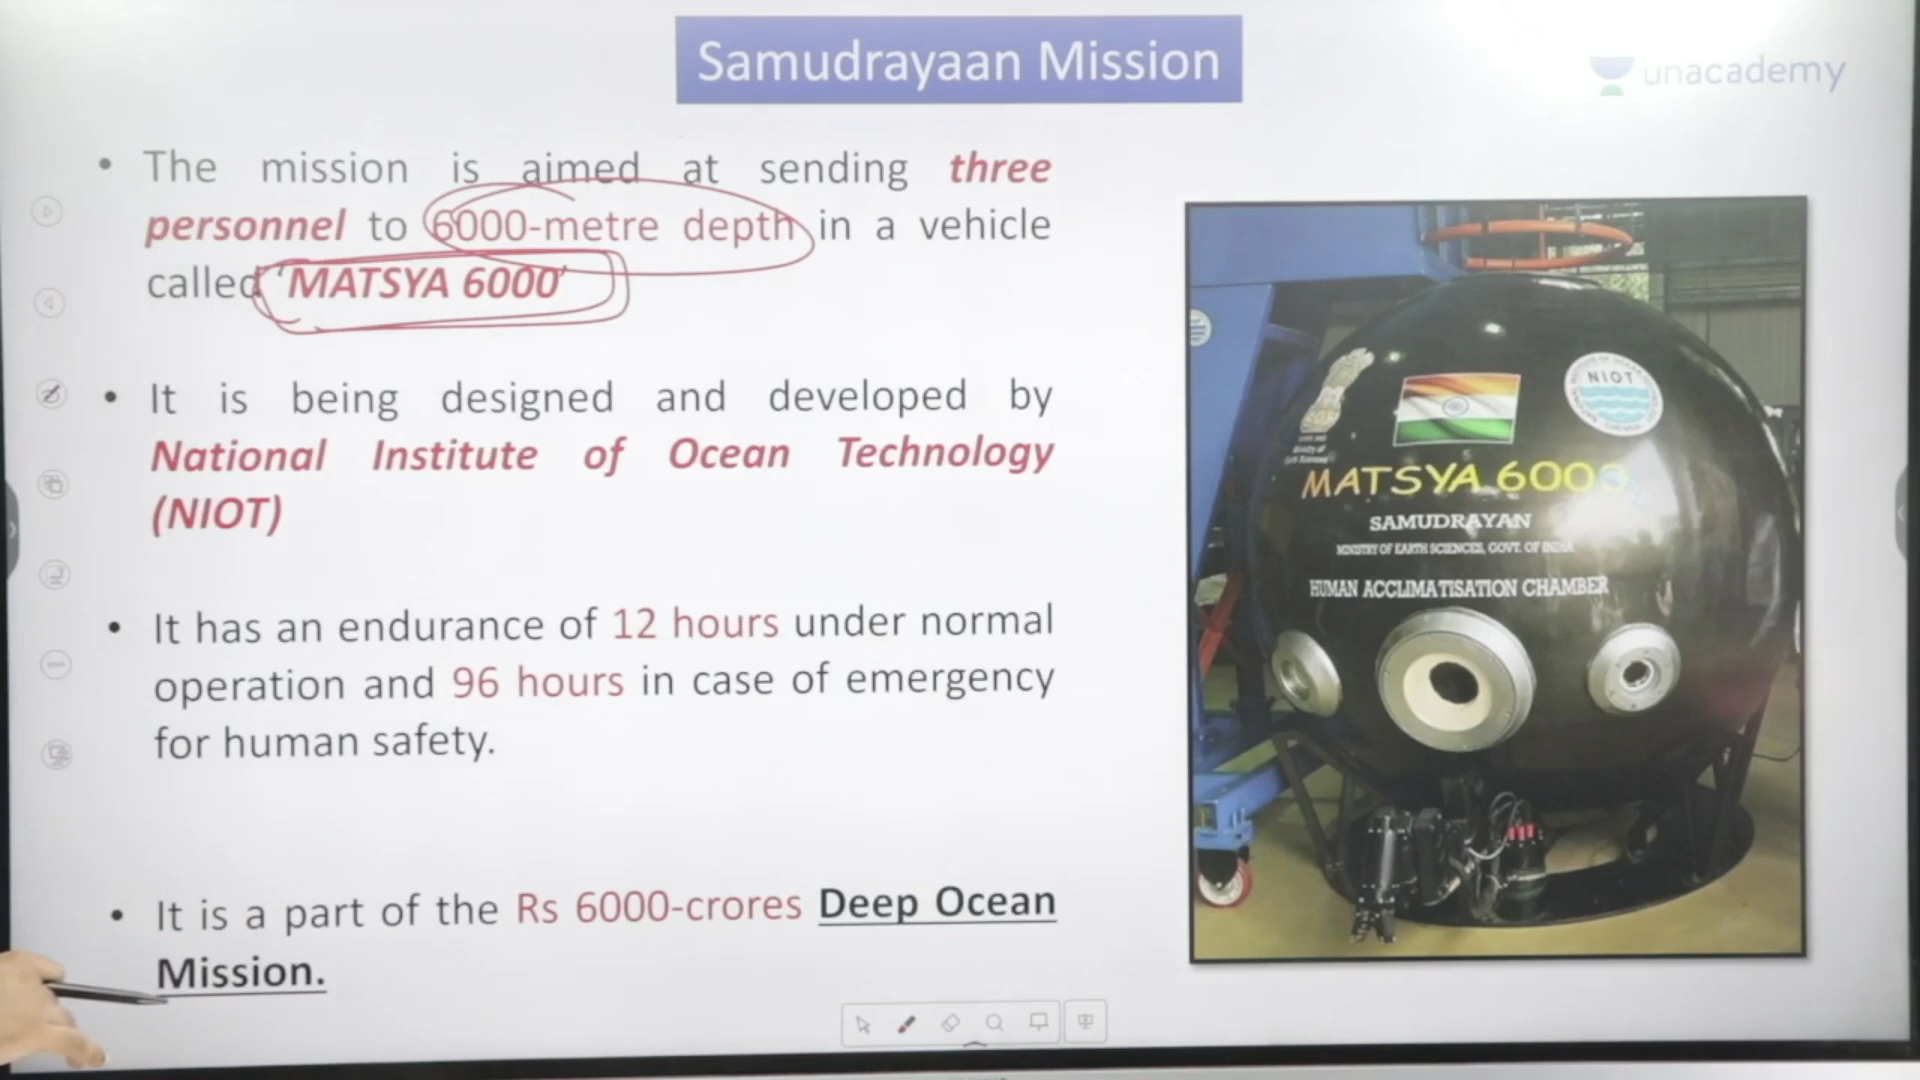 Samudrayaan Mission
unacademy
• The mission is aimed at sending three
personnel to 6000-metre depth in a vehicle
called 'MATSYA 6000'
• It is being designed and developed by
National Institute of Ocean Technology
(NIOT)
• It has an endurance of 12 hours under normal
operation and 96 hours in case of emergency
for human safety.
• It is a part of the Rs 6000-crores Deep Ocean
Mission.
NIOT
MATSYA 6000
SAMUDRAYAN
MINISTRY OF EARTH SCIENCES, GOVT. OF INDIA
HUMAN ACCLIMATISATION CHAMBER